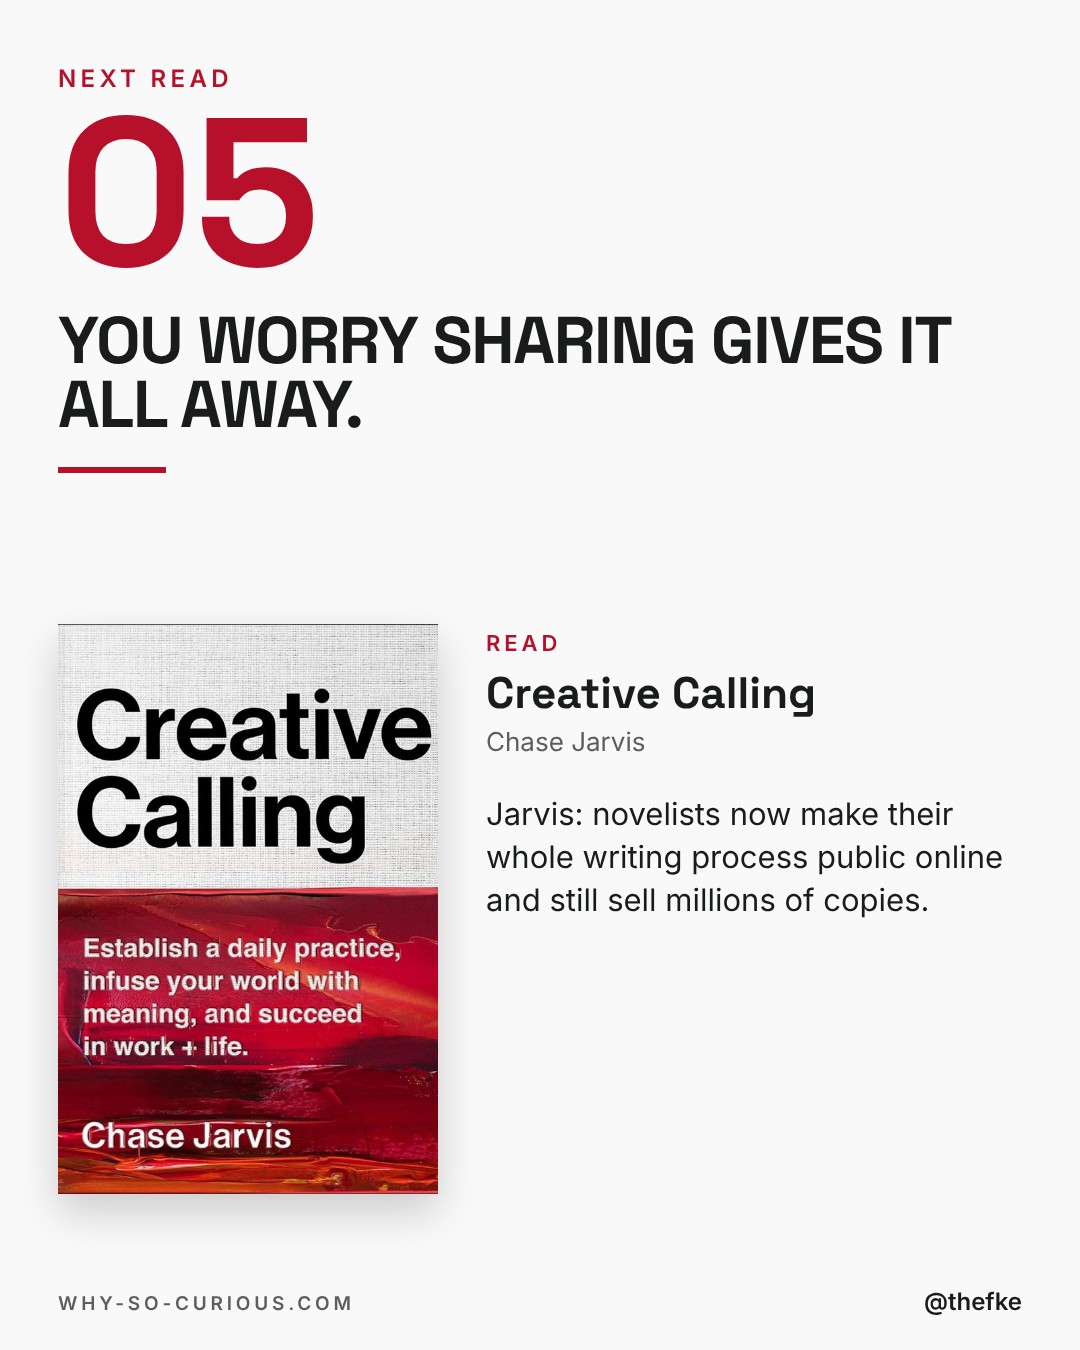 NEXT READ
05
YOU WORRY SHARING GIVES IT
ALL AWAY.
Creative
Calling
Establish a daily practice,
infuse your world with
meaning, and succeed
in work + life.
Chase Jarvis
READ
Creative Calling
Chase Jarvis
Jarvis: novelists now make their
whole writing process public online
and still sell millions of copies.
WHY-SO-CURIOUS.COM
@thefke